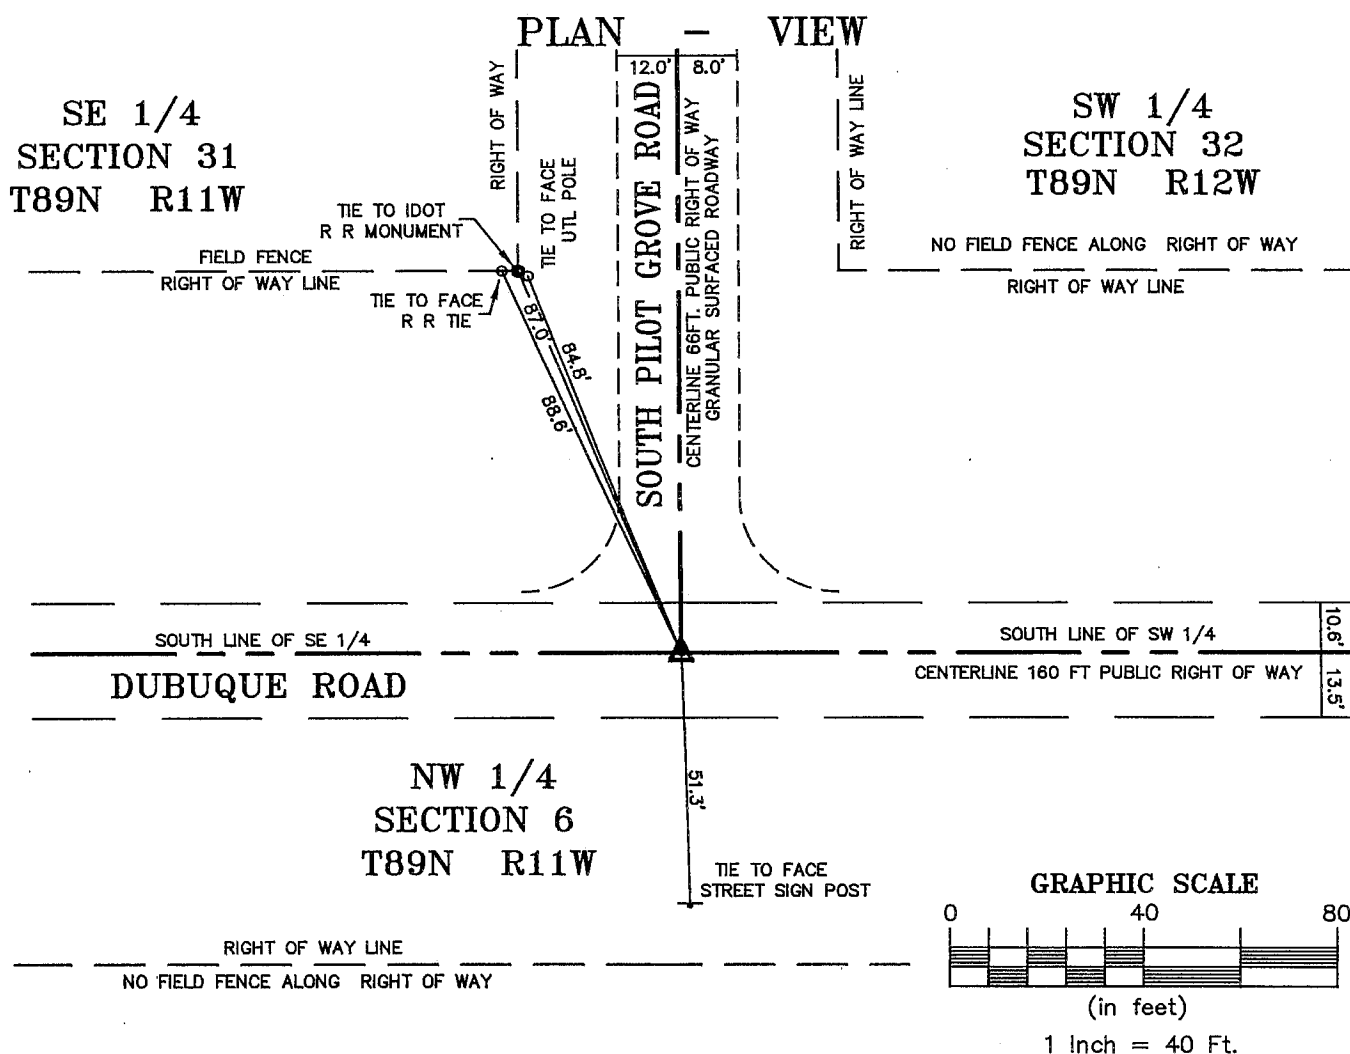 PLAN - VIEW
12.0' 8.0'
SE 1/4
SECTION 31
T89N R11W
RIGHT OF WAY
TIE TO FACE
UTL POLE
SOUTH PILOT GROVE ROAD
CENTERLINE 66FT. PUBLIC RIGHT OF WAY
GRANULAR SURFACED ROADWAY
RIGHT OF WAY LINE
SW 1/4
SECTION 32
T89N R12W
TIE TO IDOT
R R MONUMENT
FIELD FENCE
RIGHT OF WAY LINE
TIE TO FACE
R R TIE
NO FIELD FENCE ALONG RIGHT OF WAY
RIGHT OF WAY LINE
87.0'
84.8'
88.6'
SOUTH LINE OF SE 1/4
SOUTH LINE OF SW 1/4
10.6'
DUBUQUE ROAD
CENTERLINE 160 FT PUBLIC RIGHT OF WAY
13.5'
NW 1/4
SECTION 6
T89N R11W
51.3'
TIE TO FACE
STREET SIGN POST
RIGHT OF WAY LINE
NO FIELD FENCE ALONG RIGHT OF WAY
GRAPHIC SCALE
0 40 80
(in feet)
1 Inch = 40 Ft.